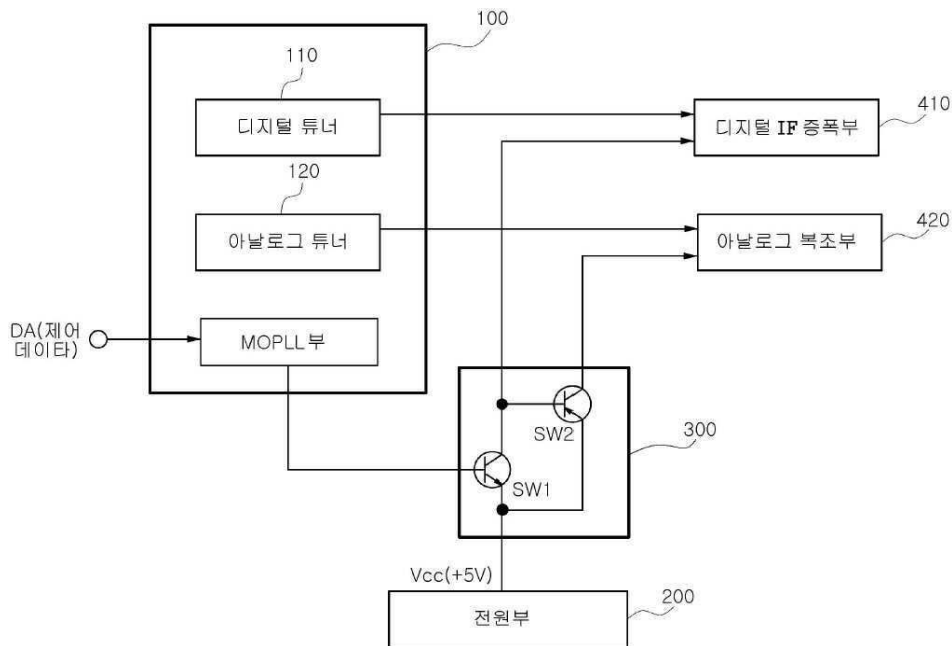 100
110
디지털 튜너
410
디지털 IF 증폭부
120
아날로그 튜너
420
아날로그 복조부
DA(제어
데이타)
MOPLL부
SW2
300
SW1
Vcc(+5V)
200
전원부